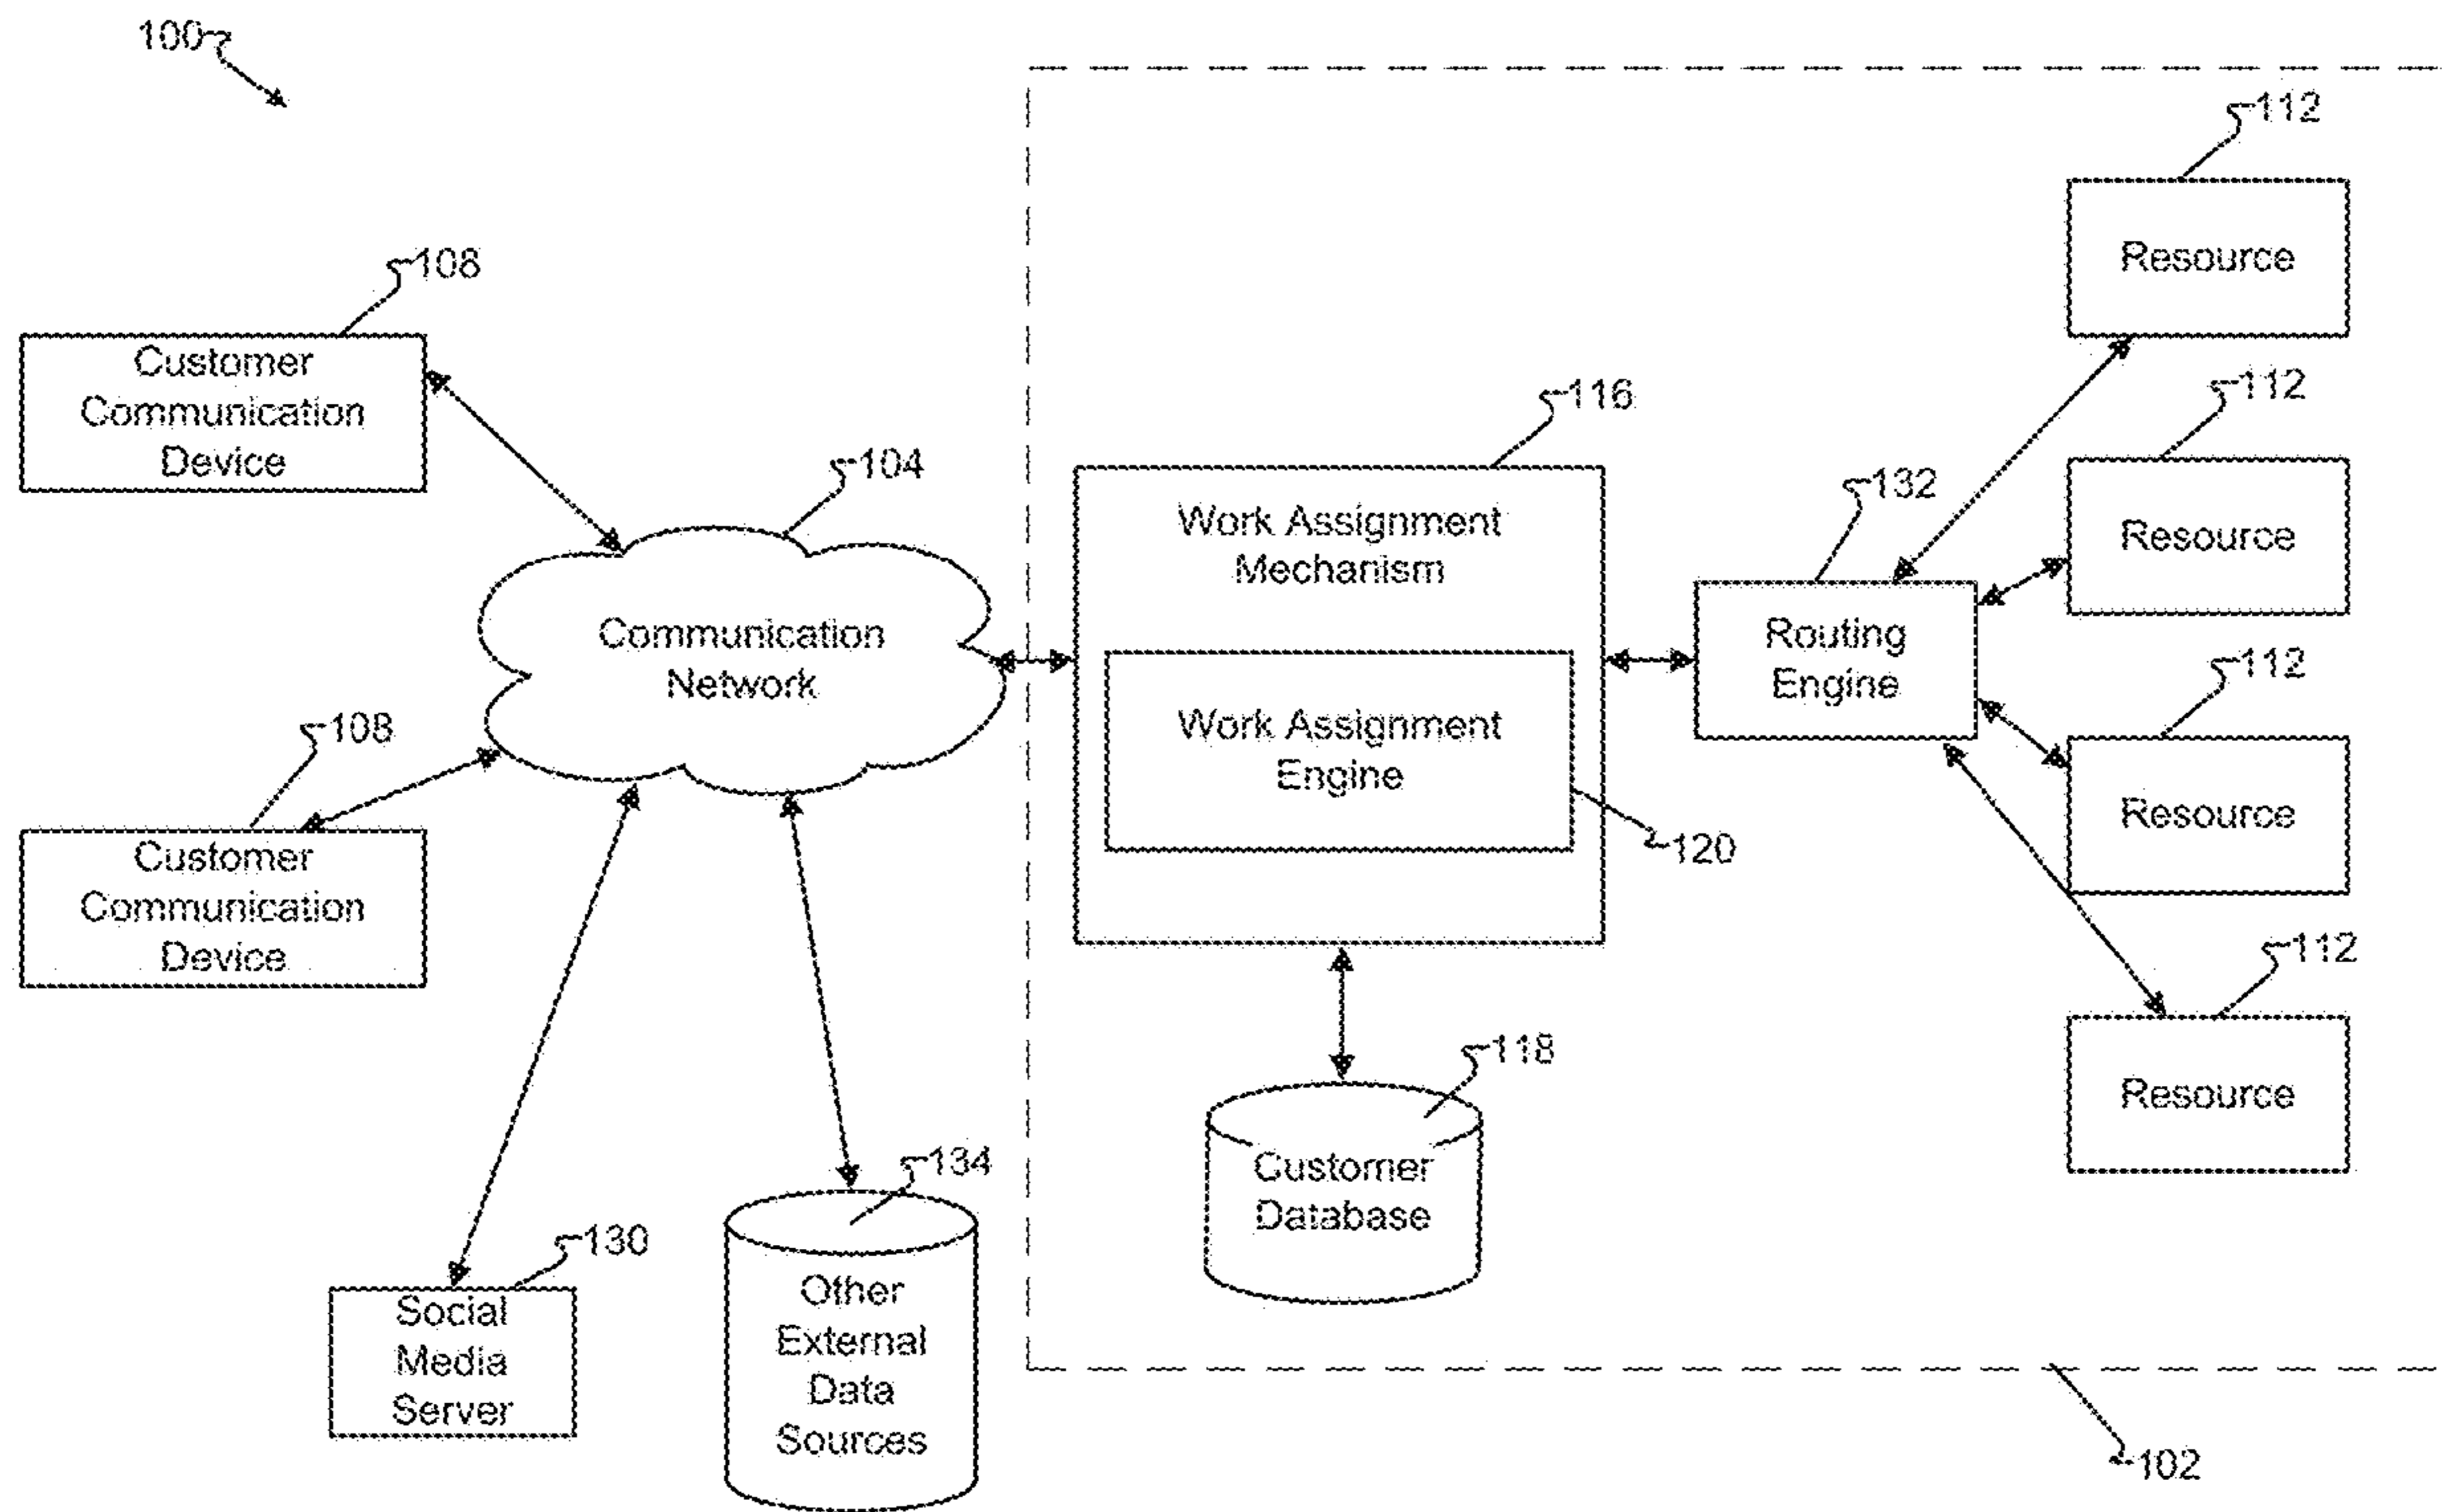 100
112
Resource
108
Customer
Communication
Device
112
Resource
116
104
132
Work Assignment
Mechanism
Communication
Network
Routing
Engine
112
Resource
Work Assignment
Engine
120
108
Customer
Communication
Device
112
Resource
118
Customer
Database
134
Other
External
Data
Sources
130
Social
Media
Server
102